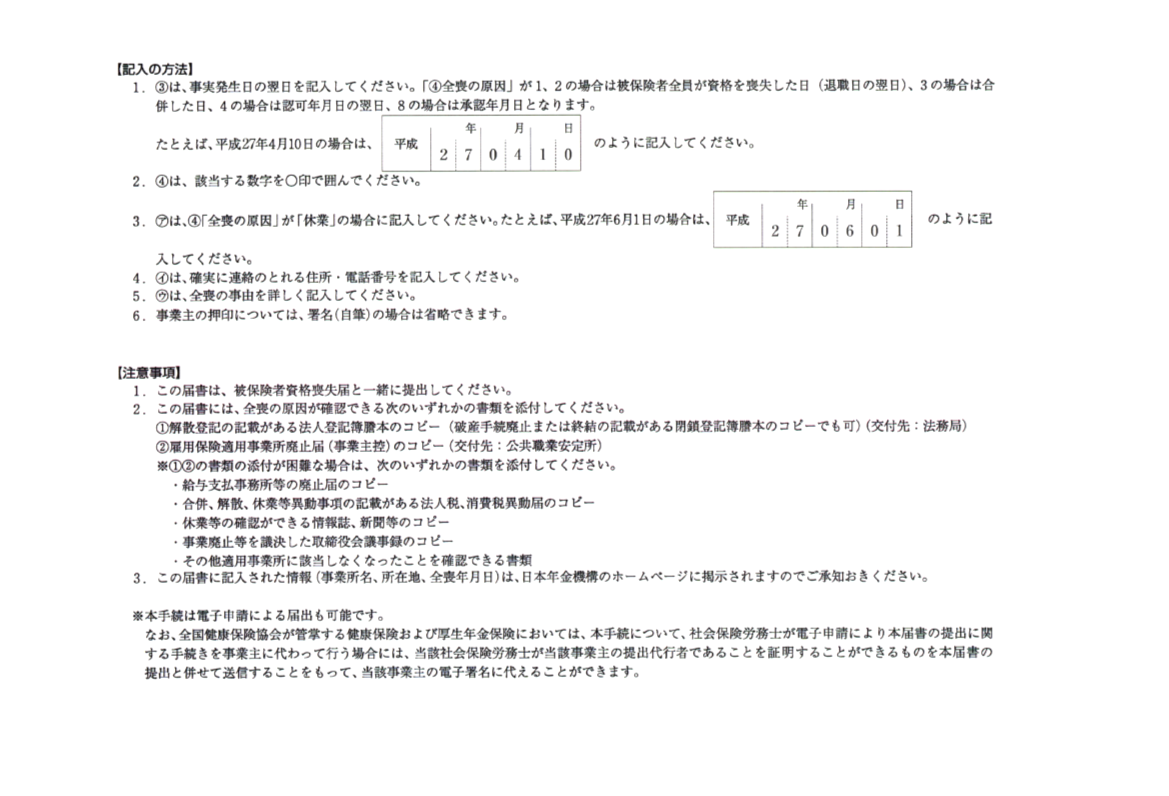 【記入の方法】
1．③は、事実発生日の翌日を記入してください。「④全喪の原因」が1、2の場合は被保険者全員が資格を喪失した日（退職日の翌日）、3の場合は合
併した日、4の場合は認可年月日の翌日、8の場合は承認年月日となります。
たとえば、平成27年4月10日の場合は、 平成 年 月 日 2 7 0 4 1 0 のように記入してください。
2．④は、該当する数字を〇印で囲んでください。
3．㋐は、④「全喪の原因」が「休業」の場合に記入してください。たとえば、平成27年6月1日の場合は、 平成 年 月 日 2 7 0 6 0 1 のように記
入してください。
4．㋑は、確実に連絡のとれる住所・電話番号を記入してください。
5．㋒は、全喪の事由を詳しく記入してください。
6．事業主の押印については、署名（自筆）の場合は省略できます。
【注意事項】
1．この届書は、被保険者資格喪失届と一緒に提出してください。
2．この届書には、全喪の原因が確認できる次のいずれかの書類を添付してください。
①解散登記の記載がある法人登記簿謄本のコピー（破産手続廃止または終結の記載がある閉鎖登記簿謄本のコピーでも可）（交付先：法務局）
②雇用保険適用事業所廃止届（事業主控）のコピー（交付先：公共職業安定所）
※①②の書類の添付が困難な場合は、次のいずれかの書類を添付してください。
・給与支払事務所等の廃止届のコピー
・合併、解散、休業等異動事項の記載がある法人税、消費税異動届のコピー
・休業等の確認ができる情報誌、新聞等のコピー
・事業廃止等を議決した取締役会議事録のコピー
・その他適用事業所に該当しなくなったことを確認できる書類
3．この届書に記入された情報（事業所名、所在地、全喪年月日）は、日本年金機構のホームページに掲示されますのでご承知おきください。
※本手続は電子申請による届出も可能です。
なお、全国健康保険協会が管掌する健康保険および厚生年金保険においては、本手続について、社会保険労務士が電子申請により本届書の提出に関
する手続きを事業主に代わって行う場合には、当該社会保険労務士が当該事業主の提出代行者であることを証明することができるものを本届書の
提出と併せて送信することをもって、当該事業主の電子署名に代えることができます。